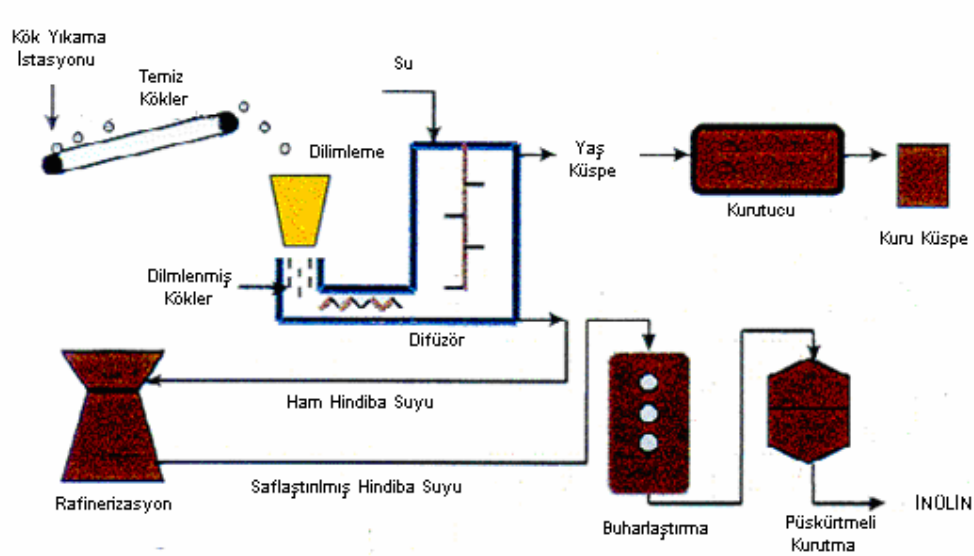 Kök Yıkama
İstasyonu
Temiz
Kökler
Su
Dilimleme
Yaş
Küspe
Kurutucu
Kuru Küspe
Dilmlenmiş
Kökler
Difüzör
Ham Hindiba Suyu
Rafinerizasyon
Saflaştırılmış Hindiba Suyu
Buharlaştırma
Püskürtmeli
Kurutma
İNÜLİN